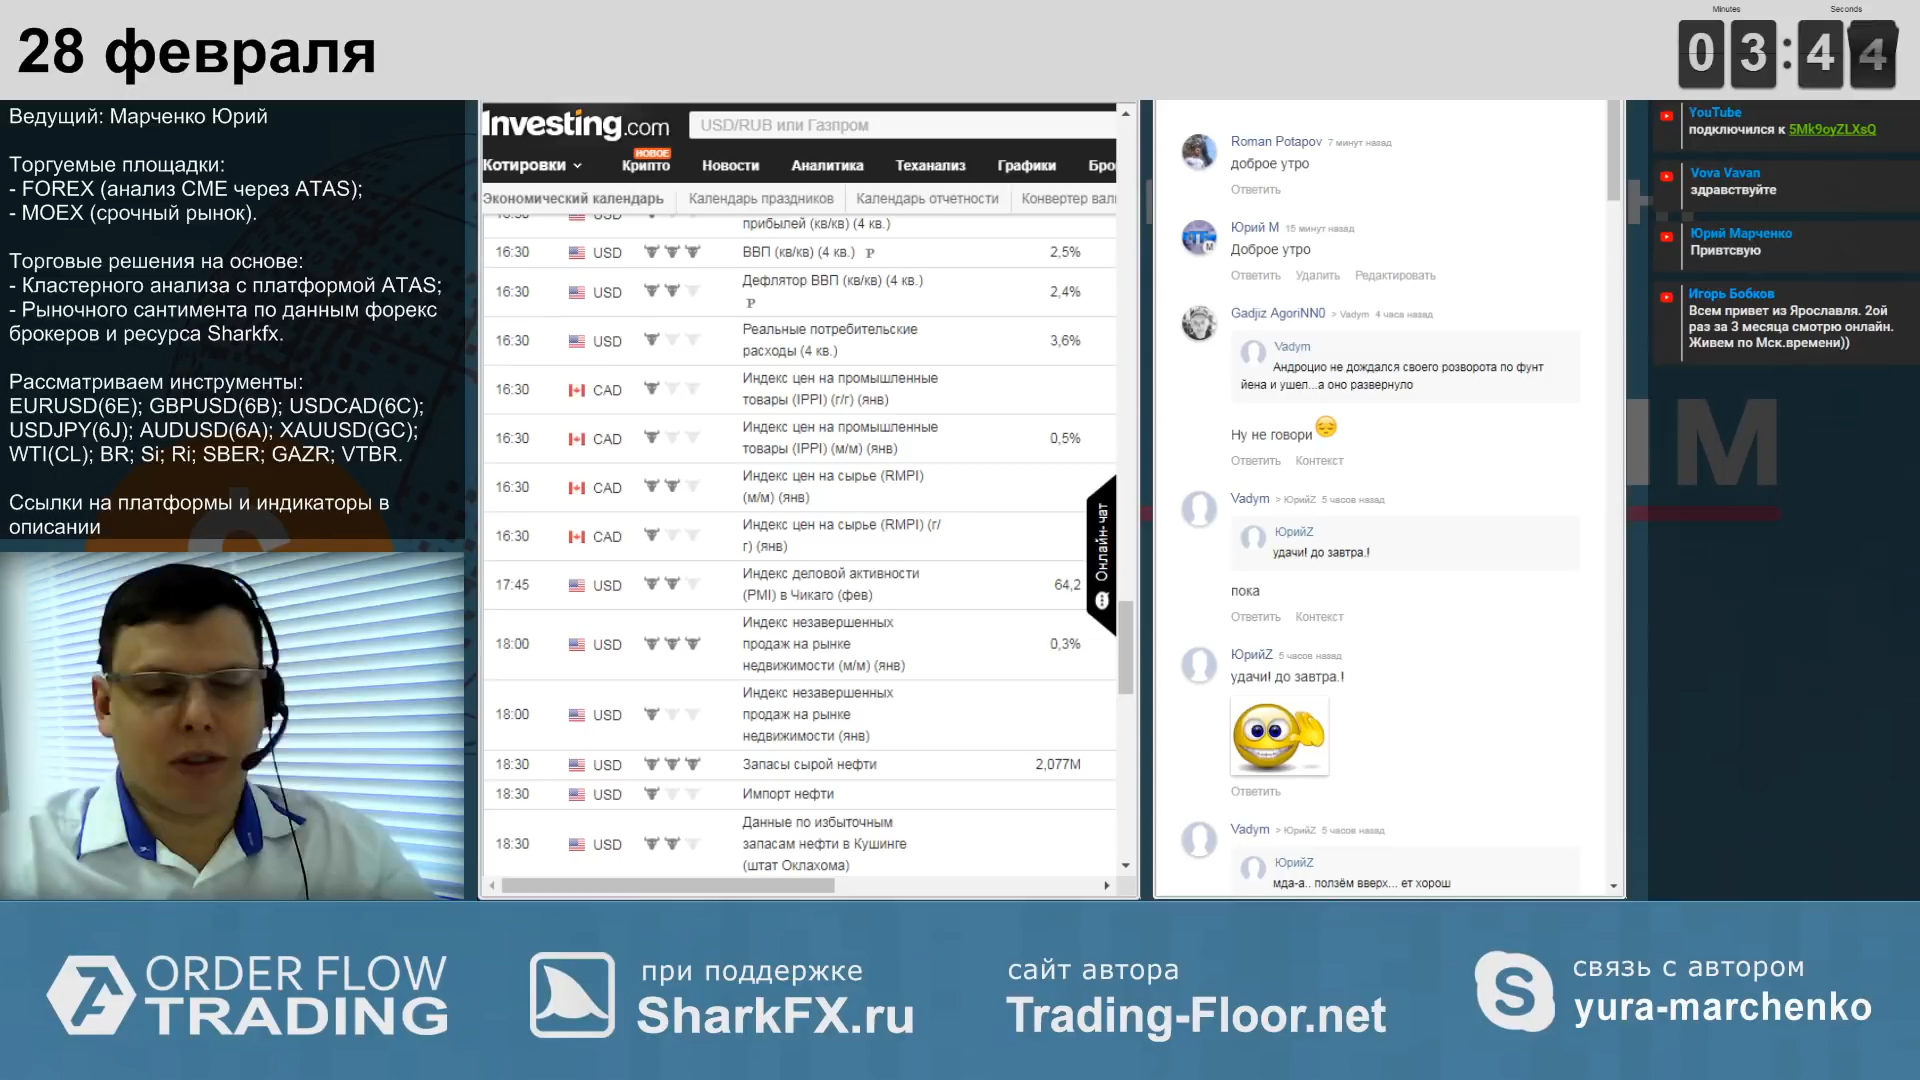 28 февраля
Minutes
Seconds
03:44
Ведущий: Марченко Юрий
Торгуемые площадки:
- FOREX (анализ CME через ATAS);
- MOEX (срочный рынок).
Торговые решения на основе:
- Кластерного анализа с платформой ATAS;
- Рыночного сантимента по данным форекс
брокеров и ресурса Sharkfx.
Рассматриваем инструменты:
EURUSD(6E); GBPUSD(6B); USDCAD(6C);
USDJPY(6J); AUDUSD(6A); XAUUSD(GC);
WTI(CL); BR; Si; Ri; SBER; GAZR; VTBR.
Ссылки на платформы и индикаторы в
описании
Investing.com
USD/RUB или Газпром
НОВОЕ
Котировки Крипто Новости Аналитика Теханализ Графики Бро
Экономический календарь Календарь праздников Календарь отчетности Конвертер вал
16:30 USD прибылей (кв/кв) (4 кв.)
16:30 USD ВВП (кв/кв) (4 кв.) P 2,5%
16:30 USD Дефлятор ВВП (кв/кв) (4 кв.) 2,4%
P
16:30 USD Реальные потребительские 3,6%
расходы (4 кв.)
16:30 CAD Индекс цен на промышленные
товары (IPPI) (г/г) (янв)
16:30 CAD Индекс цен на промышленные 0,5%
товары (IPPI) (м/м) (янв)
16:30 CAD Индекс цен на сырье (RMPI)
(м/м) (янв)
16:30 CAD Индекс цен на сырье (RMPI) (г/
г) (янв)
17:45 USD Индекс деловой активности 64,2
(PMI) в Чикаго (фев)
18:00 USD Индекс незавершенных 0,3%
продаж на рынке
недвижимости (м/м) (янв)
18:00 USD Индекс незавершенных
продаж на рынке
недвижимости (янв)
18:30 USD Запасы сырой нефти 2,077M
18:30 USD Импорт нефти
18:30 USD Данные по избыточным
запасам нефти в Кушинге
(штат Оклахома)
Онлайн-чат
Roman Potapov 7 минут назад
доброе утро
Ответить
Юрий М 15 минут назад
Доброе утро
Ответить Удалить Редактировать
Gadjiz AgoriNN0 > Vadym 4 часа назад
Vadym
Андроцио не дождался своего розворота по фунт
йена и ушел...а оно развернуло
Ну не говори
Ответить Контекст
Vadym > ЮрийZ 5 часов назад
ЮрийZ
удачи! до завтра.!
пока
Ответить Контекст
ЮрийZ 5 часов назад
удачи! до завтра.!
Ответить
Vadym > ЮрийZ 5 часов назад
ЮрийZ
мда-а.. ползём вверх... ет хорош
YouTube
подключился к 5Mk9oyZLXsQ
Vova Vavan
здравствуйте
Юрий Марченко
Привтсвую
Игорь Бобков
Всем привет из Ярославля. 2ой
раз за 3 месяца смотрю онлайн.
Живем по Мск.времени))
ORDER FLOW
TRADING
при поддержке
SharkFX.ru
сайт автора
Trading-Floor.net
связь с автором
yura-marchenko